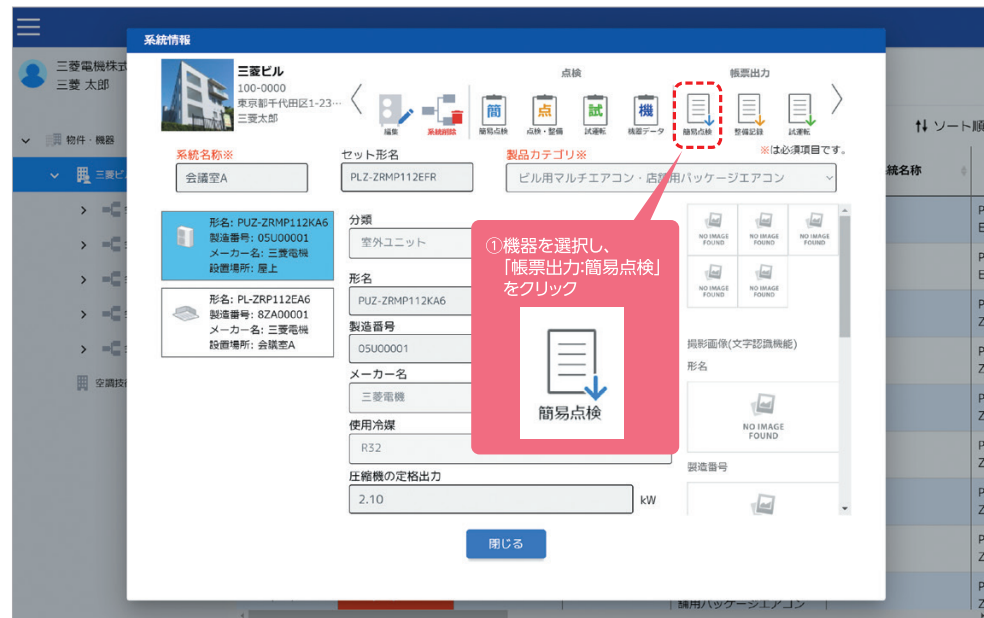 系統情報
三菱電機株式
三菱 太郎
物件・機器
三菱ビ
空調技
三菱ビル
100-0000
東京都千代田区1-23…
三菱太郎
編集
系統削除
点検
簡
簡易点検
点
点検・整備
試
試運転
機
機器データ
帳票出力
簡易点検
整備記録
試運転
※は必須項目です。
系統名称※
会議室A
セット形名
PLZ-ZRMP112EFR
製品カテゴリ※
ビル用マルチエアコン・店舗用パッケージエアコン
形名: PUZ-ZRMP112KA6
製造番号: 05U00001
メーカー名: 三菱電機
設置場所: 屋上
形名: PL-ZRP112EA6
製造番号: 8ZA00001
メーカー名: 三菱電機
設置場所: 会議室A
分類
室外ユニット
形名
PUZ-ZRMP112KA6
製造番号
05U00001
メーカー名
三菱電機
使用冷媒
R32
圧縮機の定格出力
2.10
kW
①機器を選択し、
「帳票出力:簡易点検」
をクリック
簡易点検
NO IMAGE
FOUND
NO IMAGE
FOUND
NO IMAGE
FOUND
NO IMAGE
FOUND
NO IMAGE
FOUND
撮影画像(文字認識機能)
形名
NO IMAGE
FOUND
製造番号
閉じる
ソート順
統名称
舗用パッケージエアコン